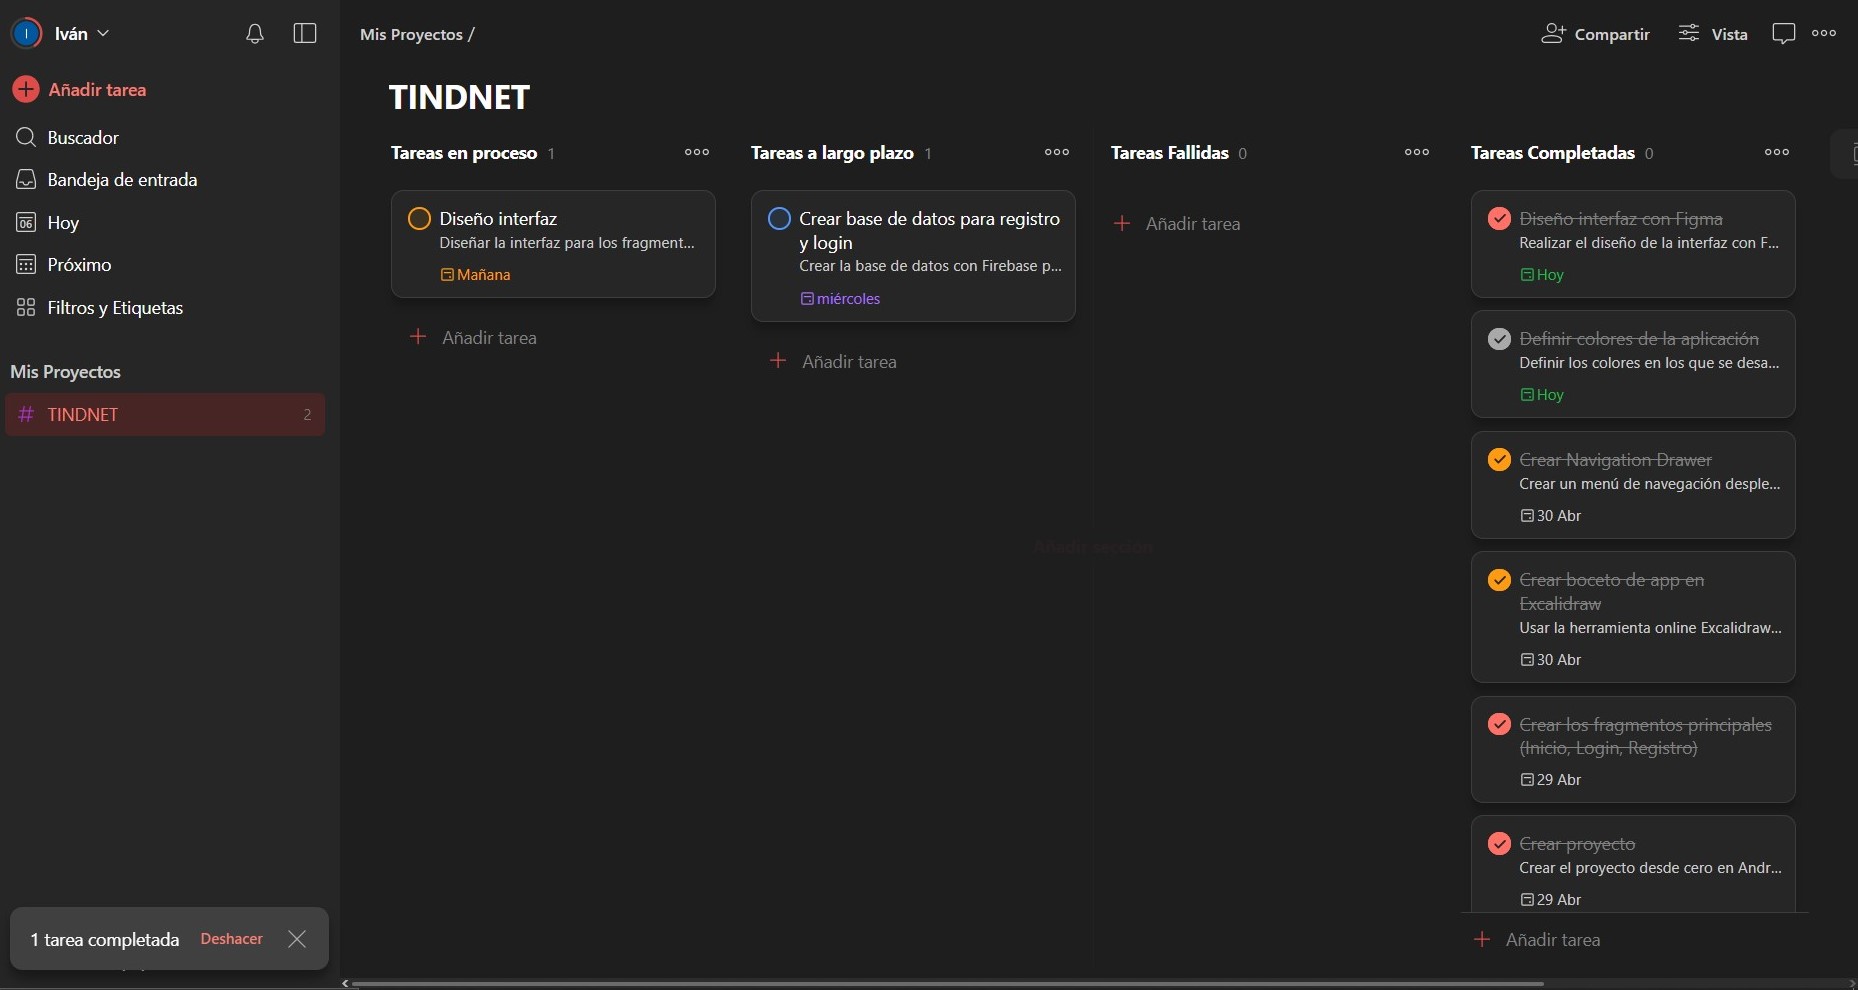 I
Iván
Añadir tarea
Buscador
Bandeja de entrada
06
Hoy
Próximo
Filtros y Etiquetas
Mis Proyectos
# TINDNET 2
1 tarea completada Deshacer
Mis Proyectos /
Compartir
Vista
TINDNET
Tareas en proceso 1
Diseño interfaz
Diseñar la interfaz para los fragment...
Mañana
Añadir tarea
Tareas a largo plazo 1
Crear base de datos para registro
y login
Crear la base de datos con Firebase p...
miércoles
Añadir tarea
Tareas Fallidas 0
Añadir tarea
Añadir sección
Tareas Completadas 0
Diseño interfaz con Figma
Realizar el diseño de la interfaz con F...
Hoy
Definir colores de la aplicación
Definir los colores en los que se desa...
Hoy
Crear Navigation Drawer
Crear un menú de navegación desple...
30 Abr
Crear boceto de app en
Excalidraw
Usar la herramienta online Excalidraw...
30 Abr
Crear los fragmentos principales
(Inicio, Login, Registro)
29 Abr
Crear proyecto
Crear el proyecto desde cero en Andr...
29 Abr
Añadir tarea